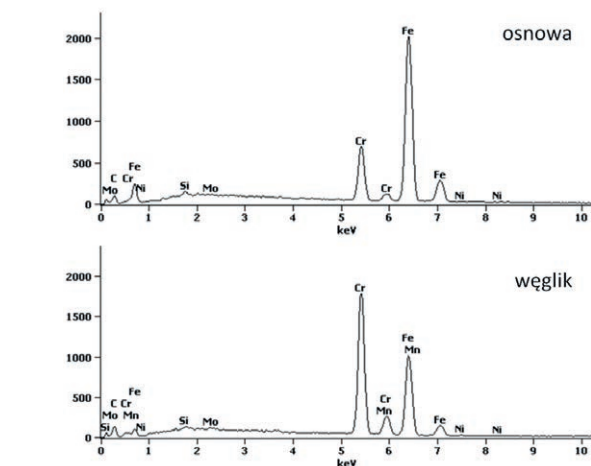 osnowa
Fe
2000
1500
1000
Cr
500
Fe
Fe
C Cr
Mo Ni Si Mo Cr Ni Ni
0
0 1 2 3 4 5 6 7 8 9 10
keV
węglik
2000
Cr
1500
Fe
Mn
1000
500
Fe
C Cr
Cr
Mo Mn
Mn
Fe
Si Ni Si Mo Ni Ni
0
0 1 2 3 4 5 6 7 8 9 10
keV